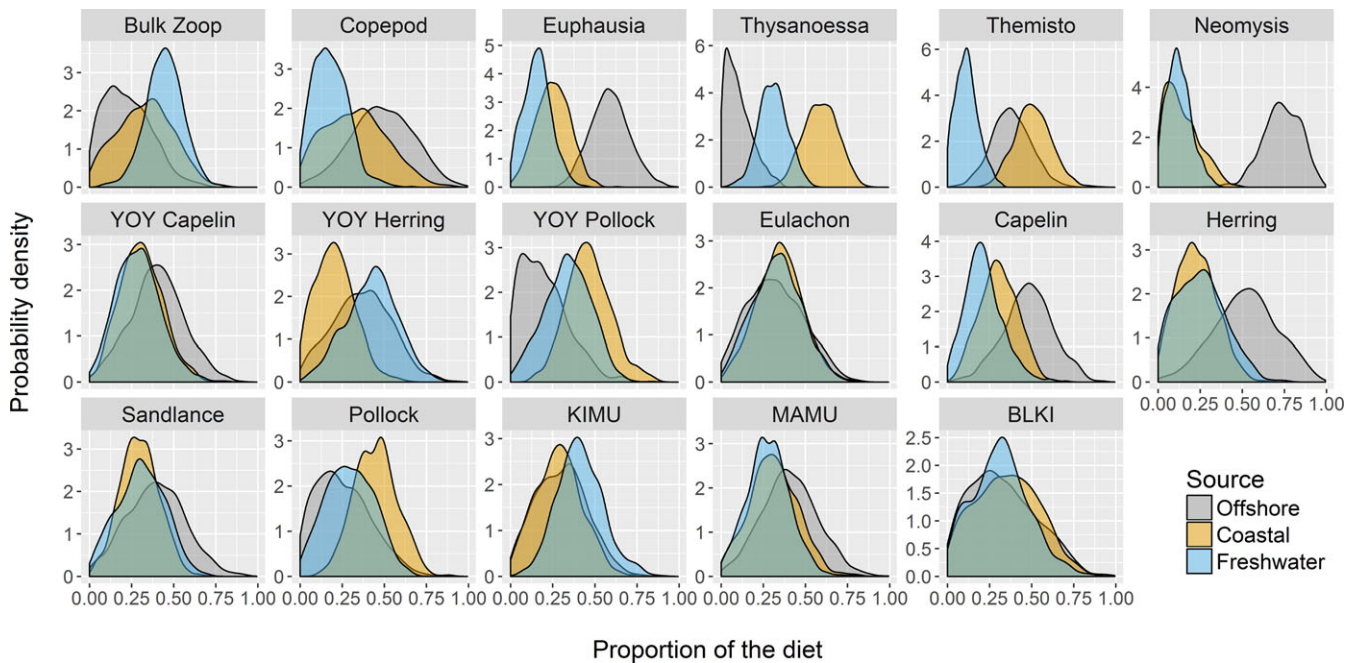 Bulk Zoop Copepod Euphausia Thysanoessa Themisto Neomysis
3 2 1 0
3 2 1 0
5 4 3 2 1 0
6 4 2 0
6 4 2 0
4 2 0
YOY Capelin YOY Herring YOY Pollock Eulachon Capelin Herring
3 2 1 0
3 2 1 0
3 2 1 0
3 2 1 0
4 3 2 1 0
3 2 1 0
0.00 0.25 0.50 0.75 1.00
Sandlance Pollock KIMU MAMU BLKI
3 2 1 0
3 2 1 0
3 2 1 0
3 2 1 0
2.5 2.0 1.5 1.0 0.5 0.0
0.00 0.25 0.50 0.75 1.00 0.00 0.25 0.50 0.75 1.00 0.00 0.25 0.50 0.75 1.00 0.00 0.25 0.50 0.75 1.00 0.00 0.25 0.50 0.75 1.00
Probability density
Proportion of the diet
Source
Offshore
Coastal
Freshwater